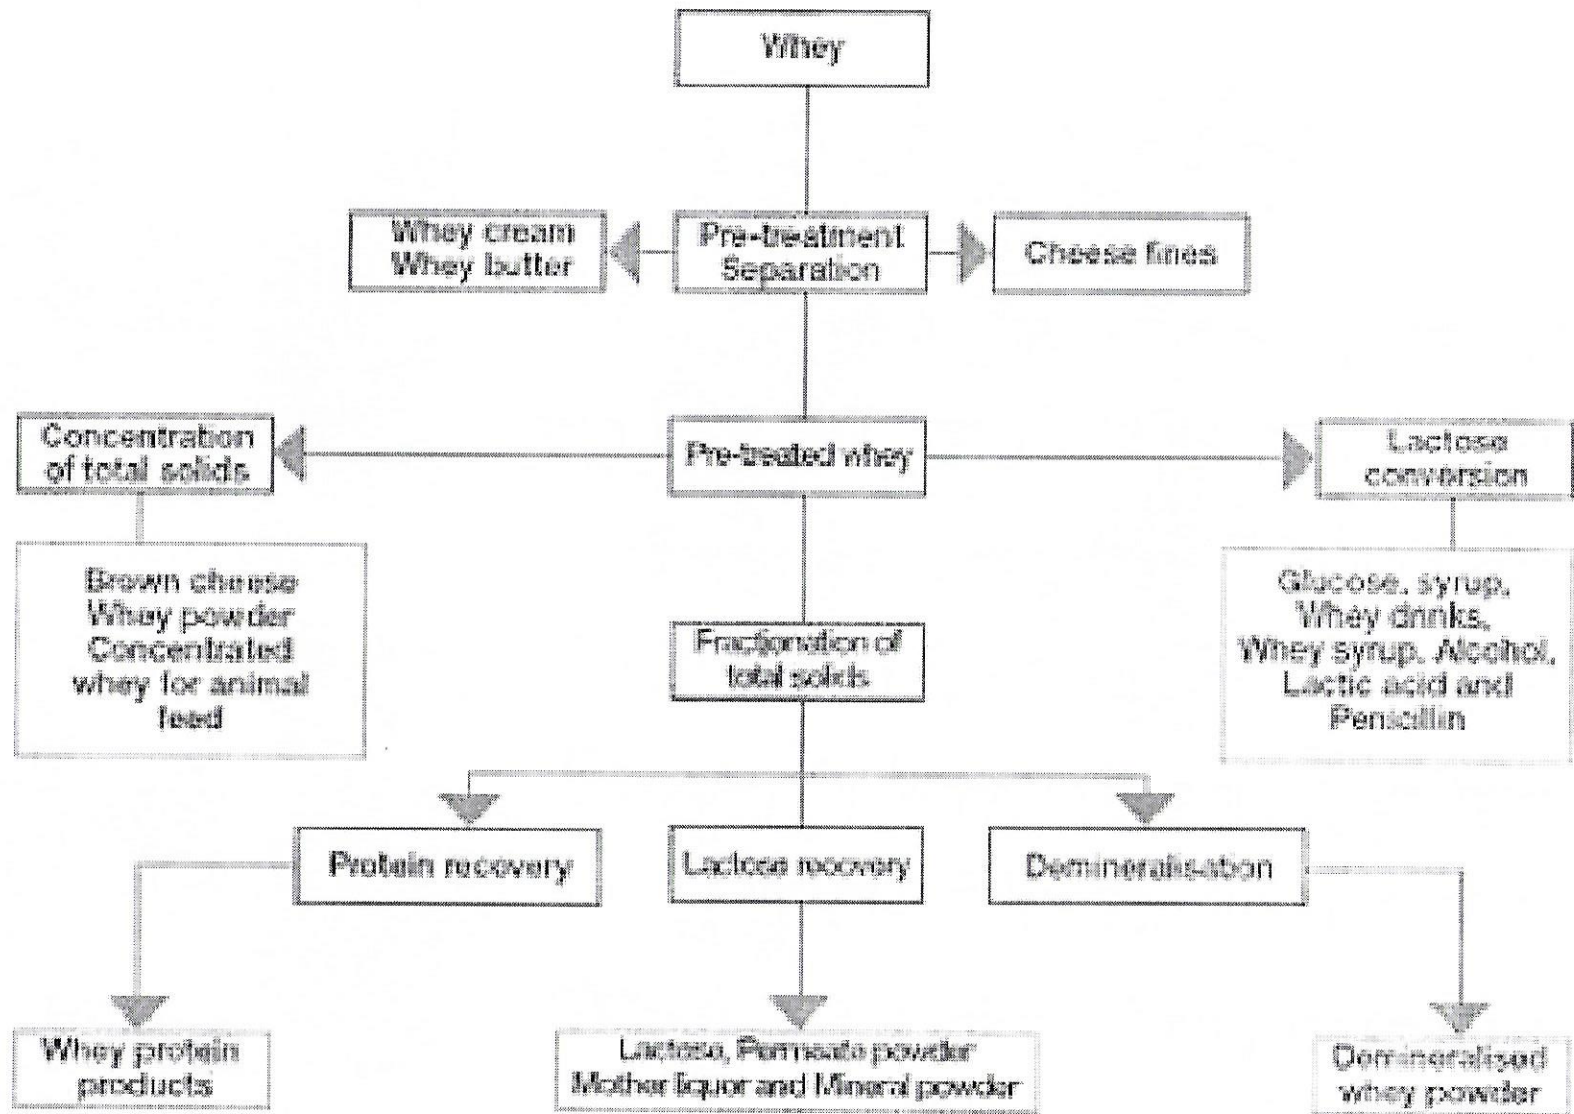 Whey
Whey cream
Whey butter
Pre-treatment
Separation
Cheese fines
Concentration
of total solids
Pre-treated whey
Lactose
conversion
Brown cheese
Whey powder
Concentrated
whey for animal
feed
Glucose, syrup,
Whey drinks,
Whey syrup, Alcohol,
Lactic acid and
Penicillin
Fractionation of
total solids
Protein recovery
Lactose recovery
Demineralisation
Whey protein
products
Lactose, Permeate powder
Mother liquor and Mineral powder
Demineralised
whey powder